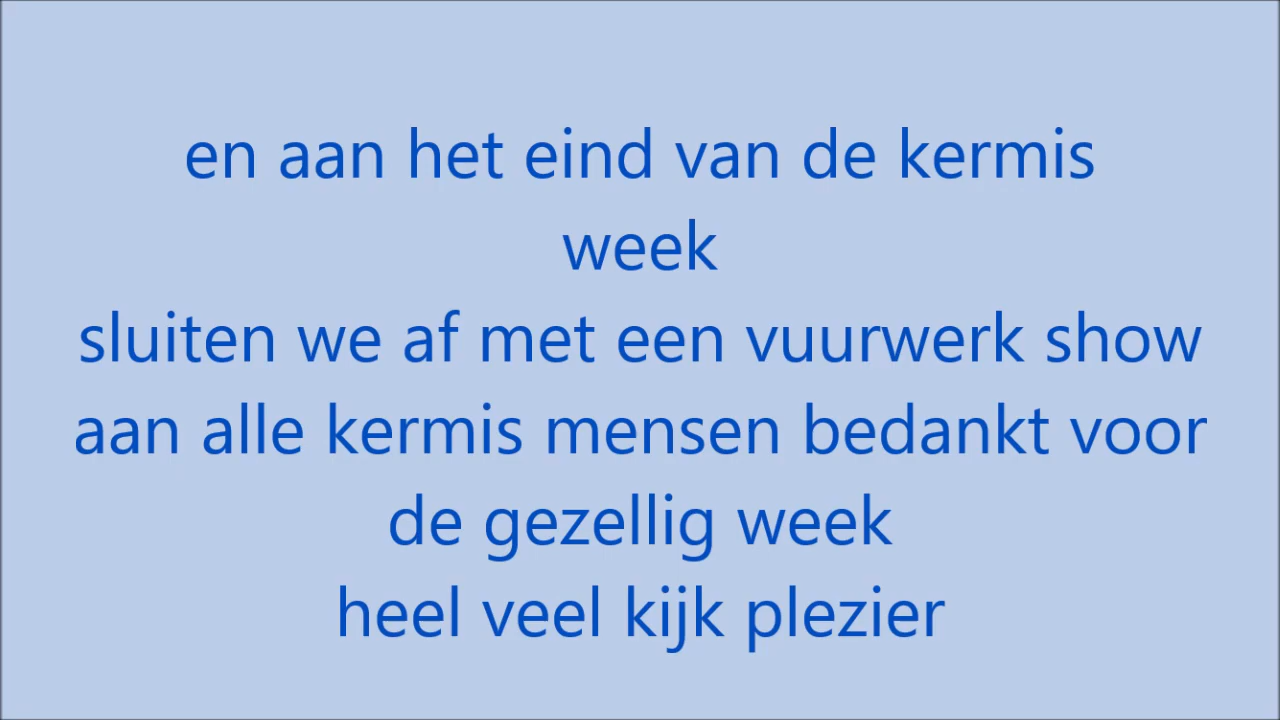 en aan het eind van de kermis
week
sluiten we af met een vuurwerk show
aan alle kermis mensen bedankt voor
de gezellig week
heel veel kijk plezier